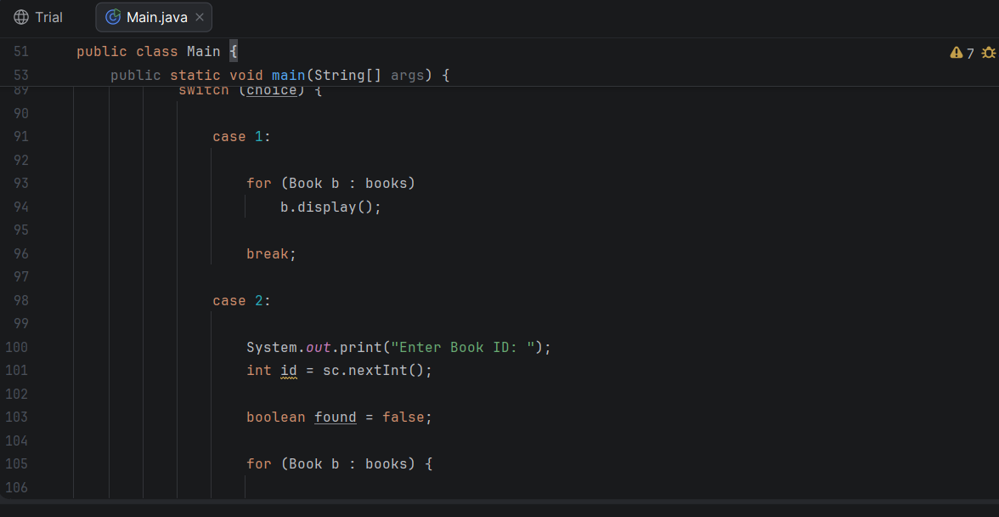 Trial Main.java
7
51 public class Main {
53 public static void main(String[] args) {
89 switch (choice) {
90
91 case 1:
92
93 for (Book b : books)
94 b.display();
95
96 break;
97
98 case 2:
99
100 System.out.print("Enter Book ID: ");
101 int id = sc.nextInt();
102
103 boolean found = false;
104
105 for (Book b : books) {
106